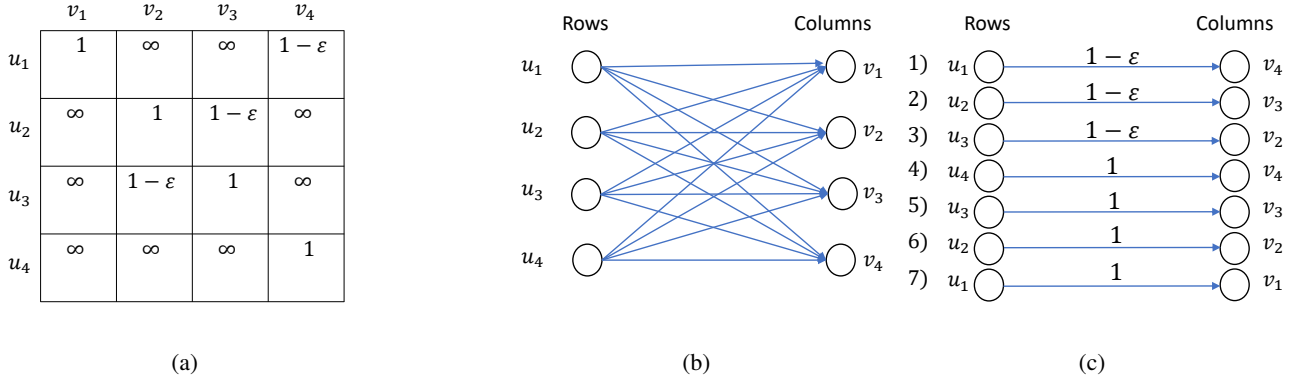 v₁ v₂ v₃ v₄
u₁ 1 ∞ ∞ 1 − ε
u₂ ∞ 1 1 − ε ∞
u₃ ∞ 1 − ε 1 ∞
u₄ ∞ ∞ ∞ 1
(a)
Rows Columns
u₁ v₁
u₂ v₂
u₃ v₃
u₄ v₄
(b)
Rows Columns
1) u₁ 1 − ε v₄
2) u₂ 1 − ε v₃
3) u₃ 1 − ε v₂
4) u₄ 1 v₄
5) u₃ 1 v₃
6) u₂ 1 v₂
7) u₁ 1 v₁
(c)